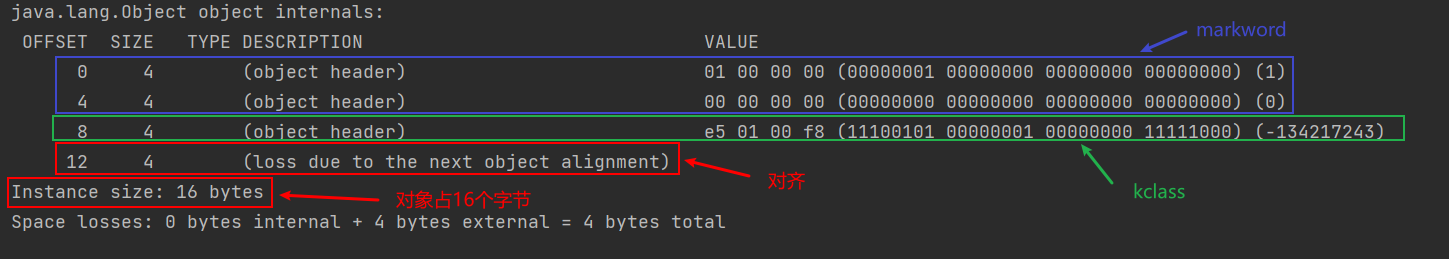 java.lang.Object object internals:
OFFSET SIZE TYPE DESCRIPTION VALUE
markword
0 4 (object header) 01 00 00 00 (00000001 00000000 00000000 00000000) (1)
4 4 (object header) 00 00 00 00 (00000000 00000000 00000000 00000000) (0)
8 4 (object header) e5 01 00 f8 (11100101 00000001 00000000 11111000) (-134217243)
12 4 (loss due to the next object alignment)
对齐
kclass
Instance size: 16 bytes
对象占16个字节
Space losses: 0 bytes internal + 4 bytes external = 4 bytes total